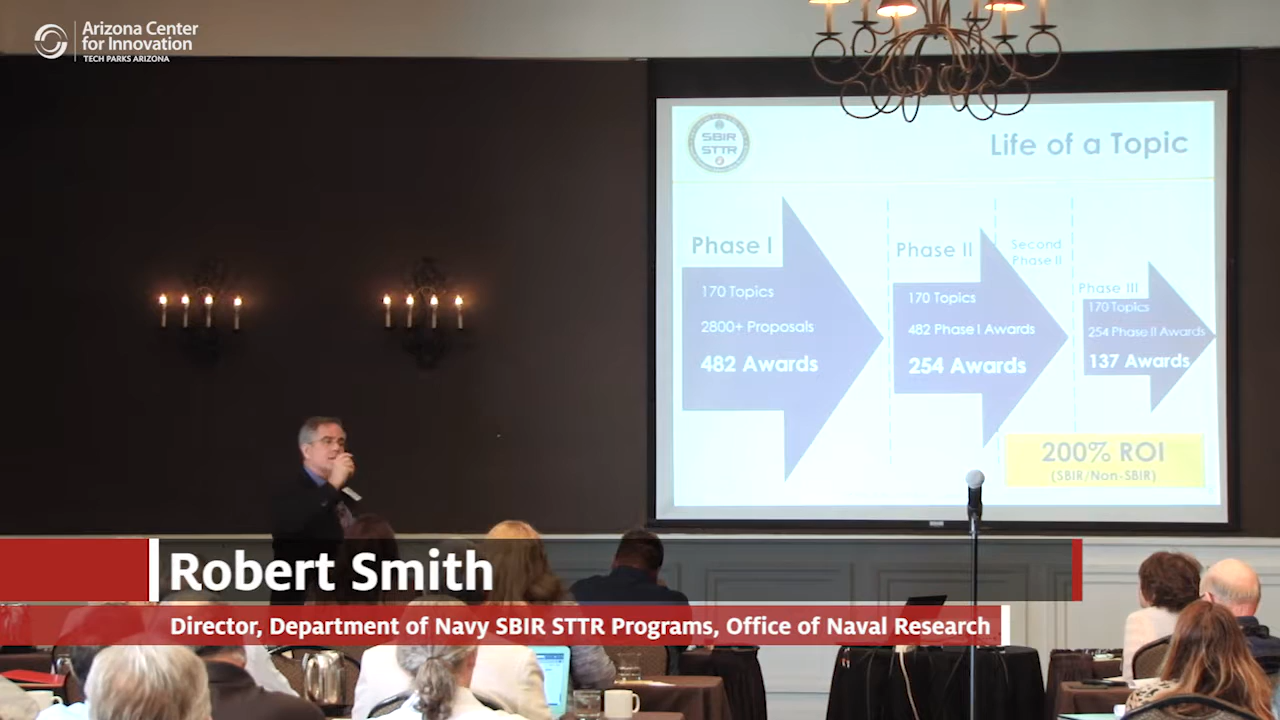 Arizona Center
for Innovation
TECH PARKS ARIZONA
SBIR
STTR
Life of a Topic
Phase I
170 Topics
2800+ Proposals
482 Awards
Phase II
170 Topics
482 Phase I Awards
254 Awards
Second
Phase II
Phase III
170 Topics
254 Phase II Awards
137 Awards
200% ROI
(SBIR/Non-SBIR)
Robert Smith
Director, Department of Navy SBIR STTR Programs, Office of Naval Research